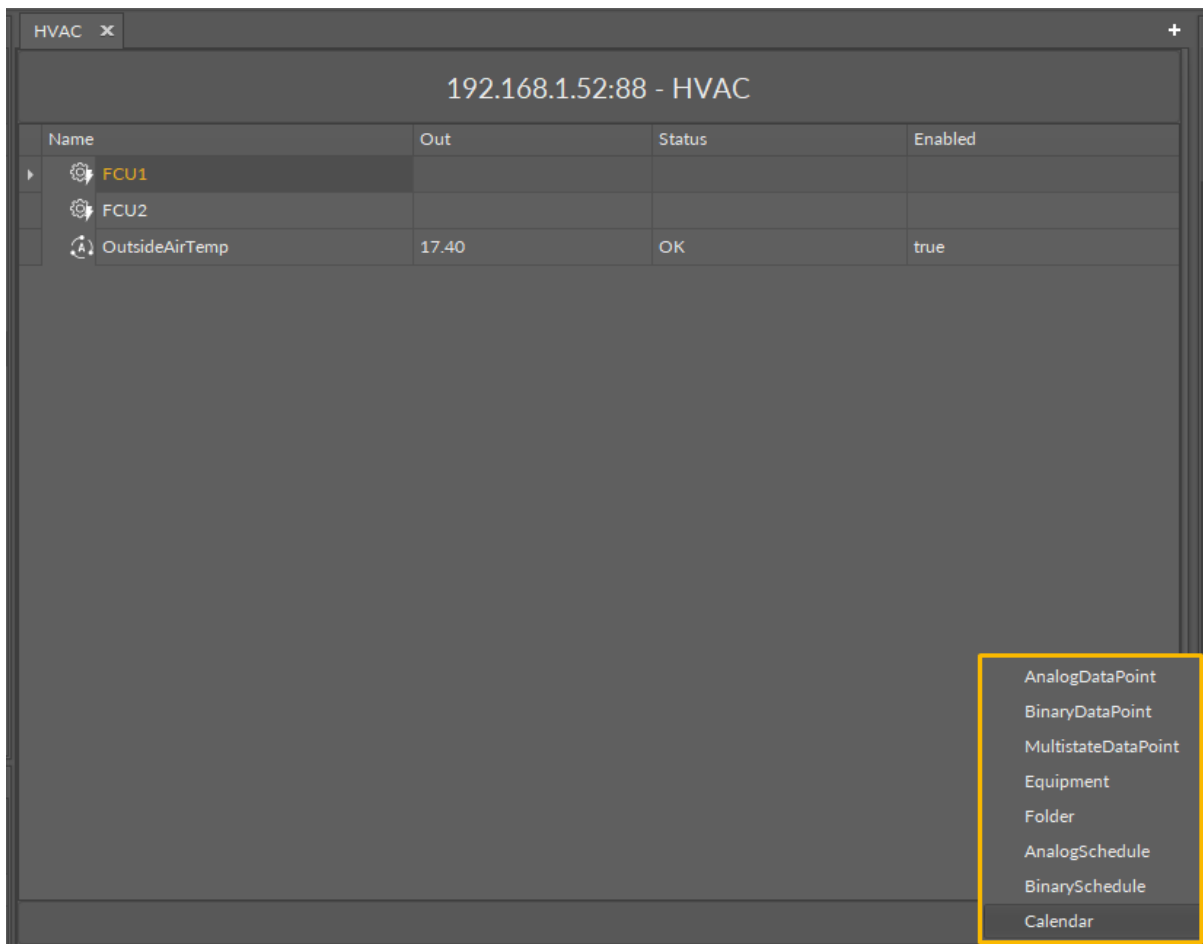 HVAC ×
+
192.168.1.52:88 - HVAC
Name Out Status Enabled
FCU1
FCU2
A OutsideAirTemp 17.40 OK true
AnalogDataPoint
BinaryDataPoint
MultistateDataPoint
Equipment
Folder
AnalogSchedule
BinarySchedule
Calendar